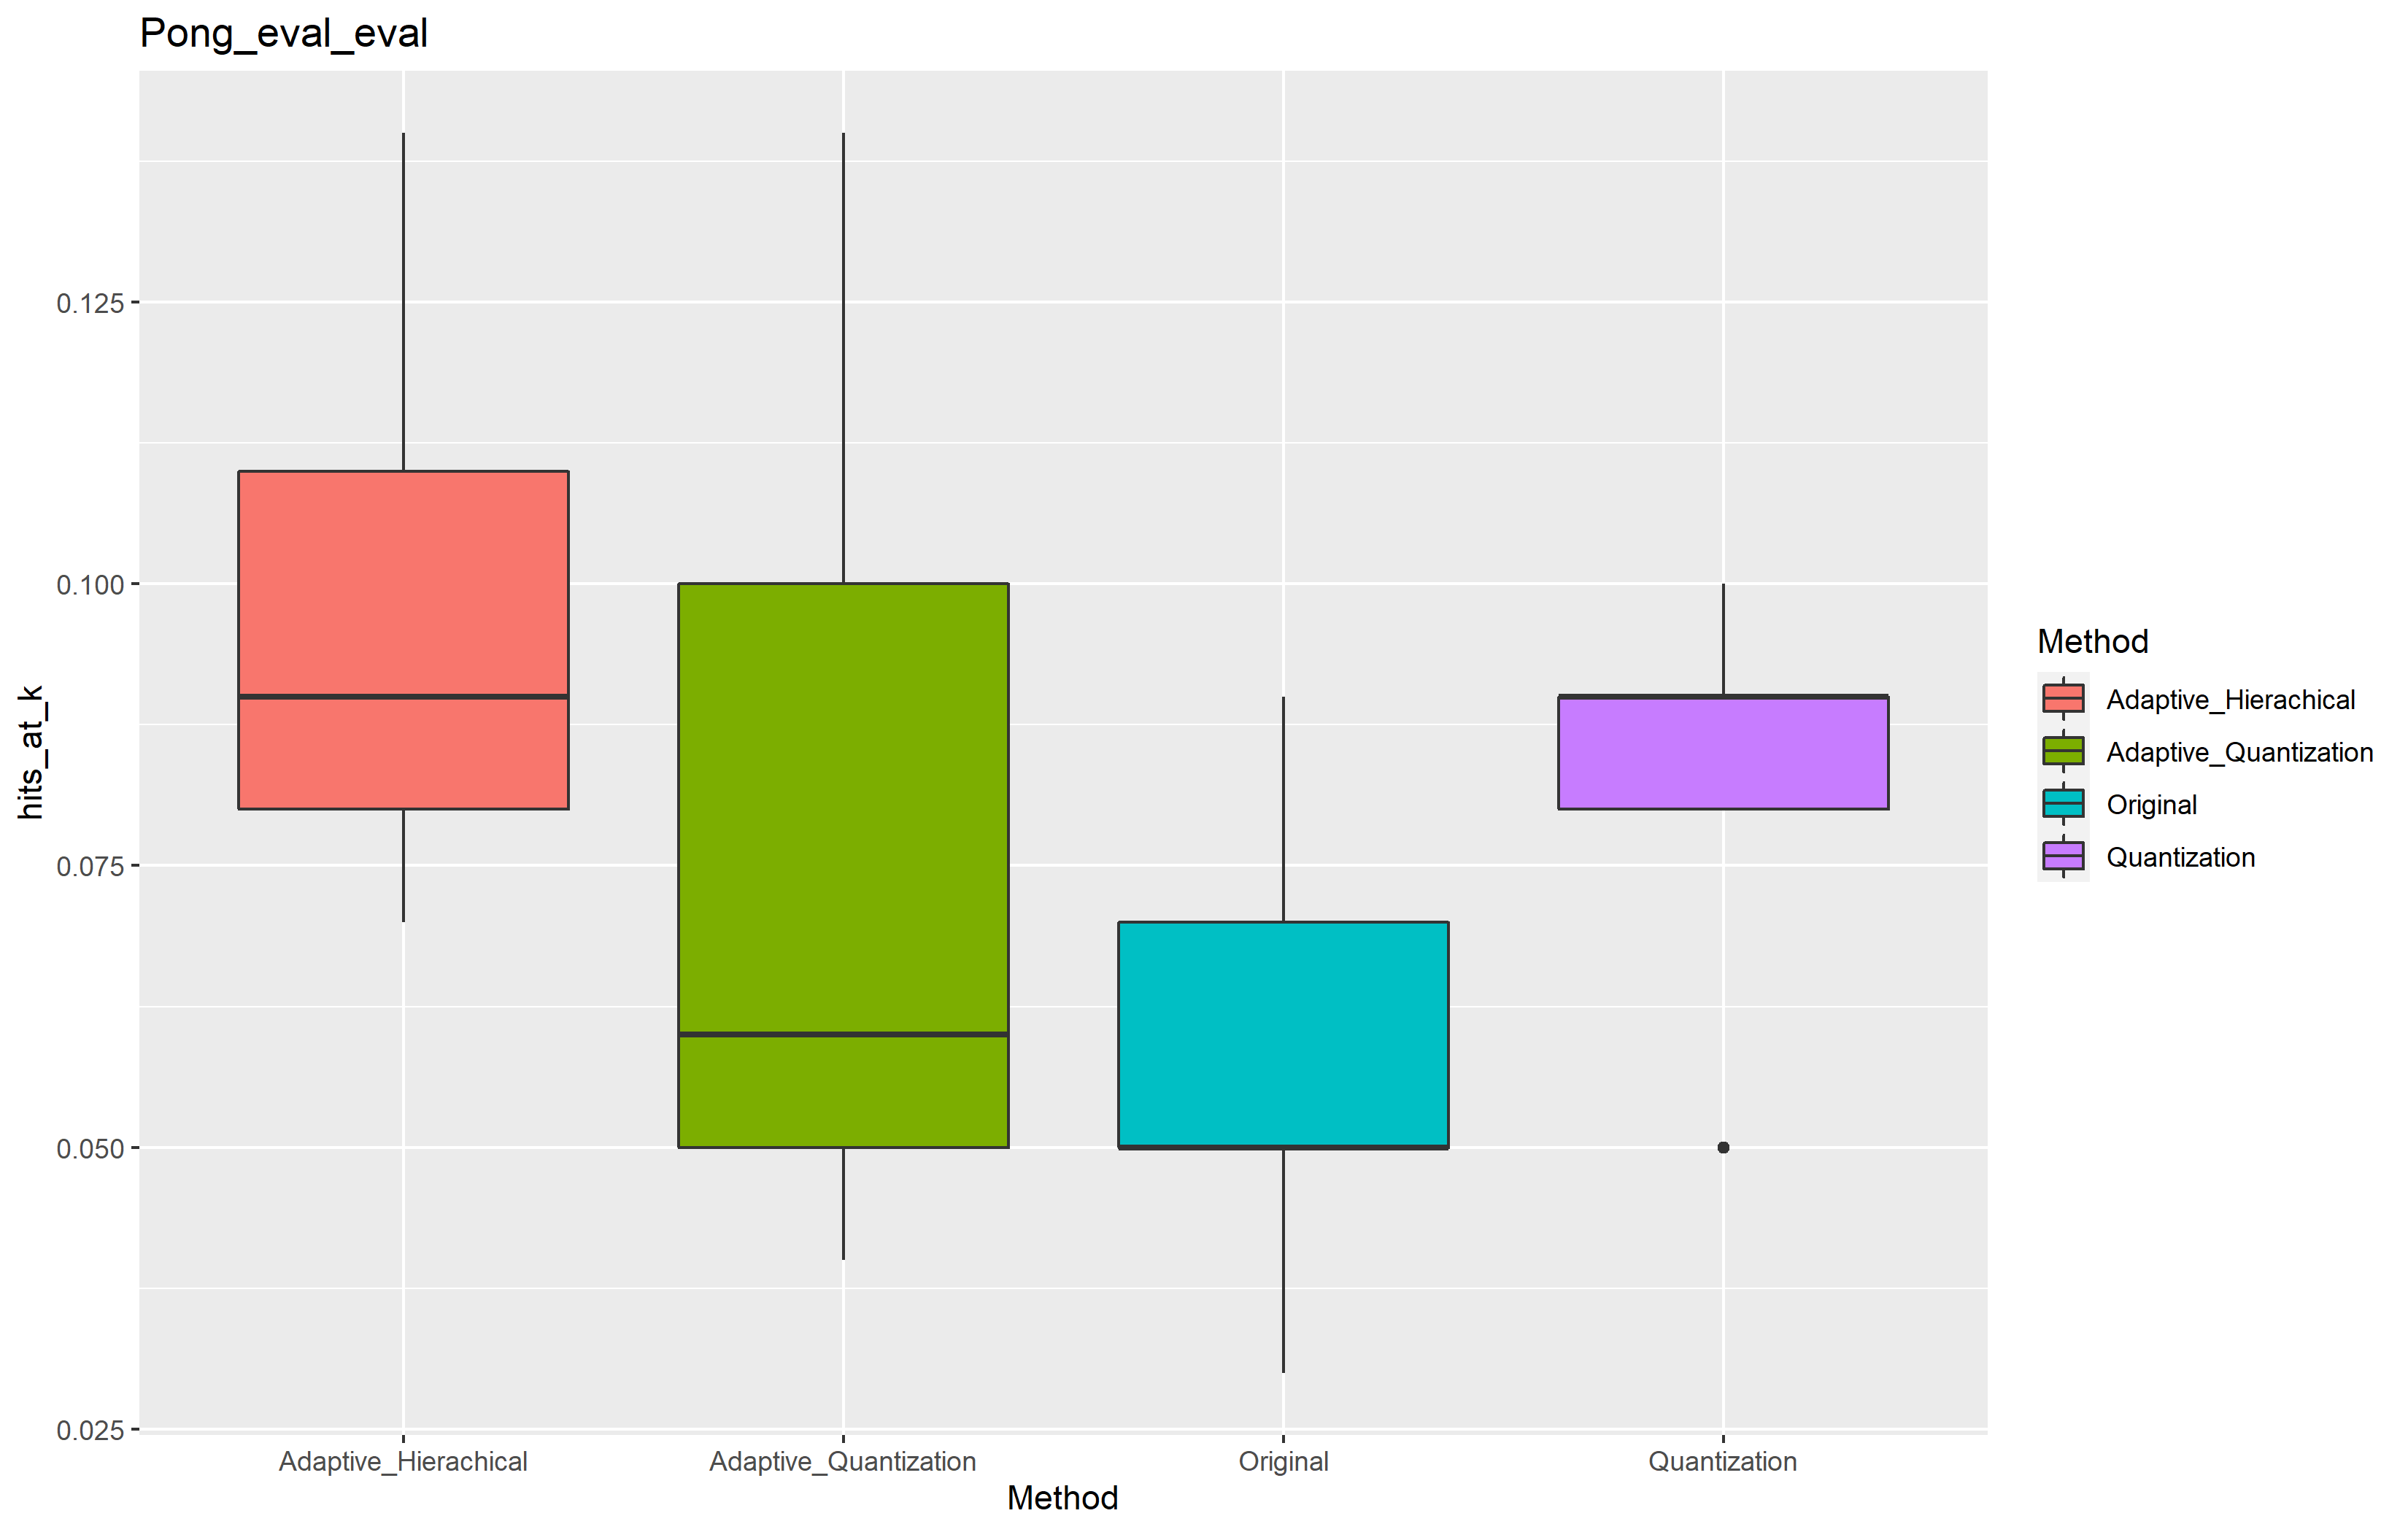 Pong_eval_eval
hits_at_k
0.125
0.100
0.075
0.050
0.025
Adaptive_Hierachical
Adaptive_Quantization
Original
Quantization
Method
Method
Adaptive_Hierachical
Adaptive_Quantization
Original
Quantization